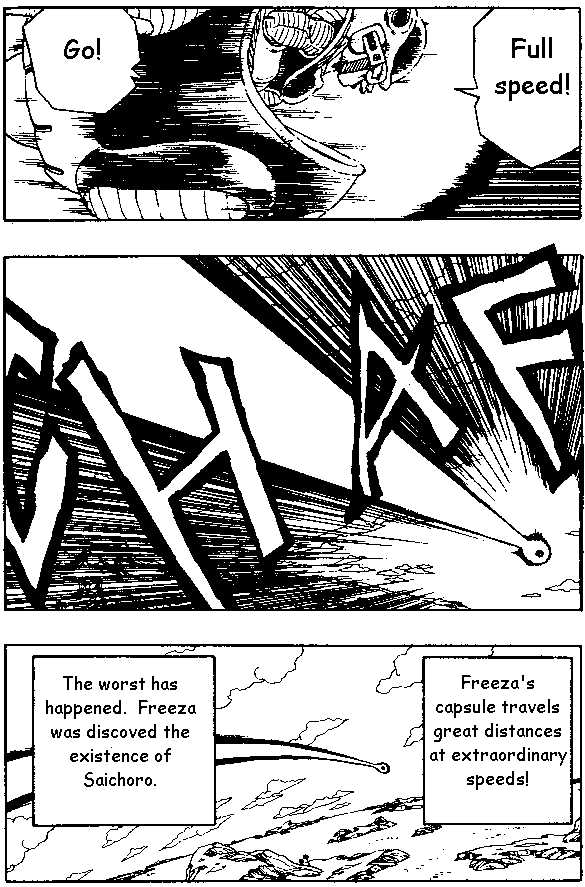 Full
speed!
Go!
Freeza's
capsule travels
great distances
at extraordinary
speeds!
The worst has
happened. Freeza
was discoved the
existence of
Saichoro.